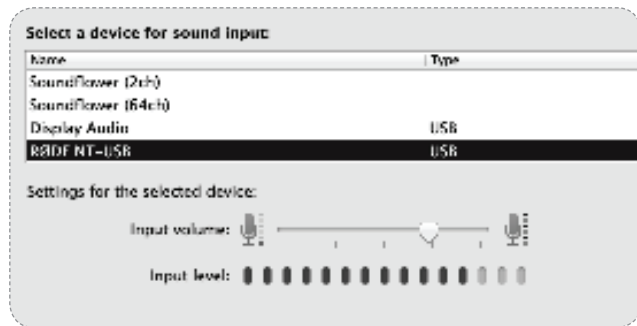 Select a device for sound input:
Name Type
Soundflower (2ch)
Soundflower (64ch)
Display Audio USB
RØDE NT-USB USB
Settings for the selected device:
Input volume:
Input level: